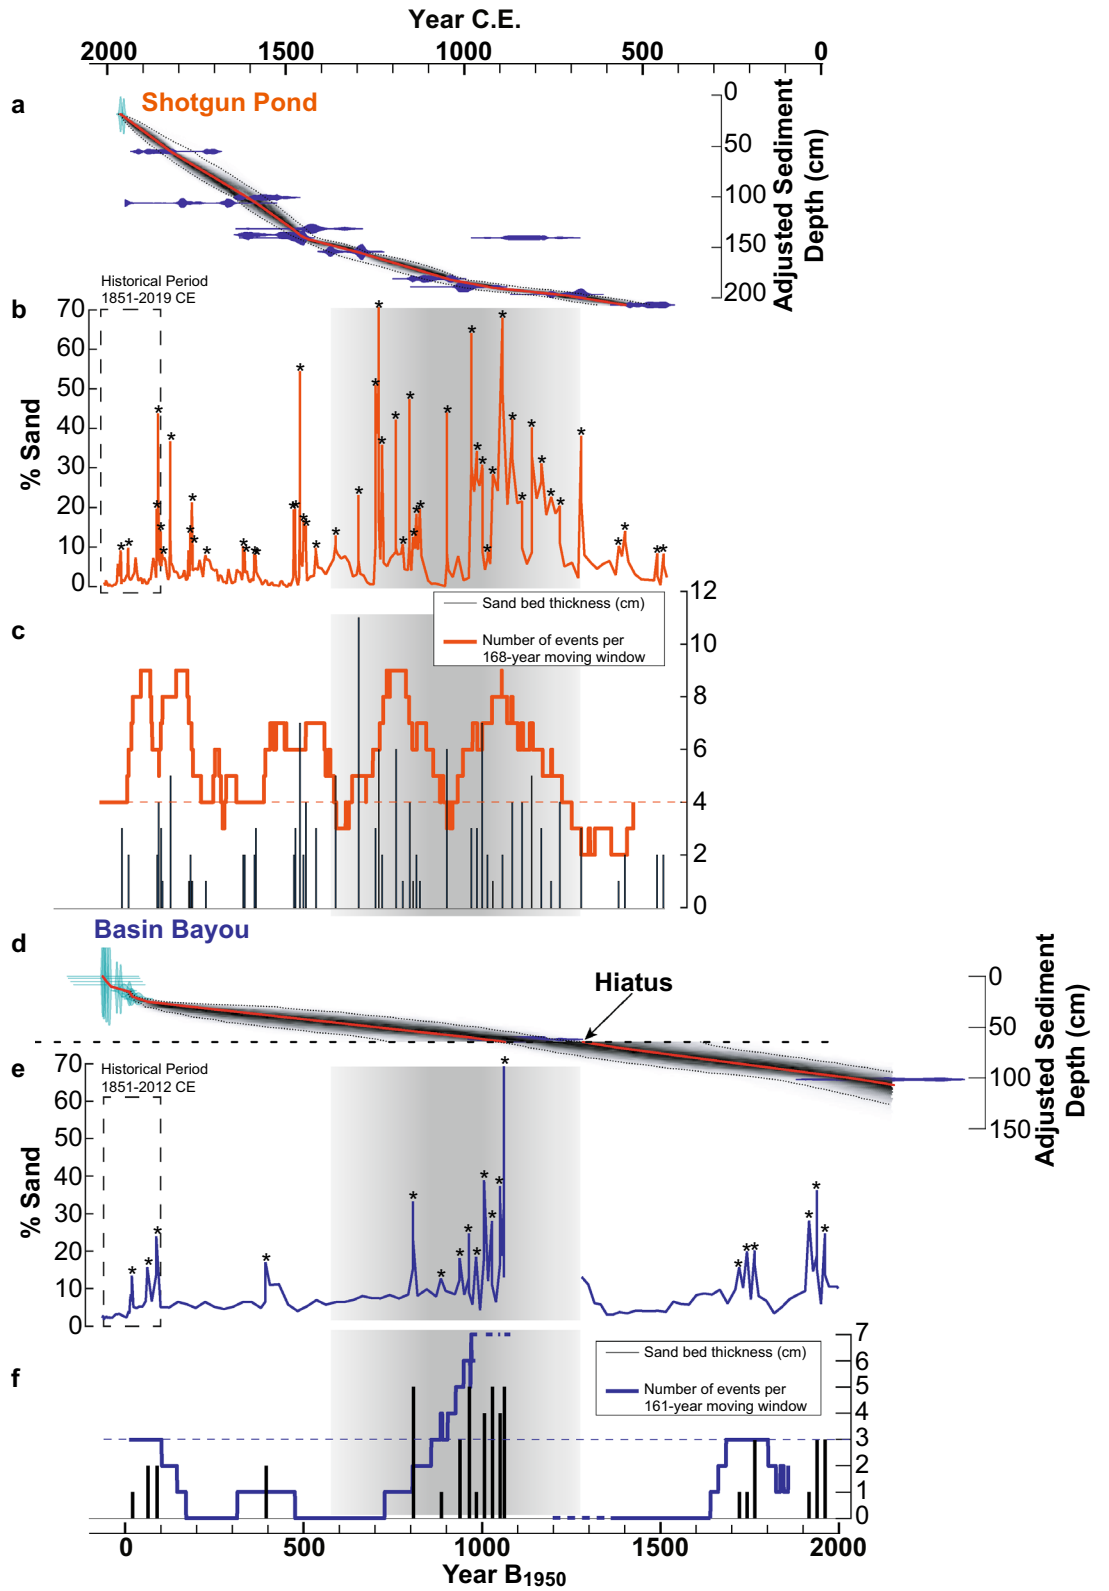 Year C.E.
2000 1500 1000 500 0
a
Shotgun Pond
0
50
100
150
200
Adjusted Sediment
Depth (cm)
Historical Period
1851-2019 CE
b
70
60
50
40
30
20
10
0
% Sand
* * * * * * * * * * * * * * * * * * * * * * * * * * * * * * * * * * * * * * * * * * * * * * * * * *
c
Sand bed thickness (cm)
Number of events per
168-year moving window
12
10
8
6
4
2
0
Basin Bayou
d
Hiatus
0
50
100
150
Adjusted Sediment
Depth (cm)
Historical Period
1851-2012 CE
e
70
60
50
40
30
20
10
0
% Sand
* * * * * * * * * * * * * * * * * * *
f
Sand bed thickness (cm)
Number of events per
161-year moving window
7
6
5
4
3
2
1
0
0 500 1000 1500 2000
Year B1950